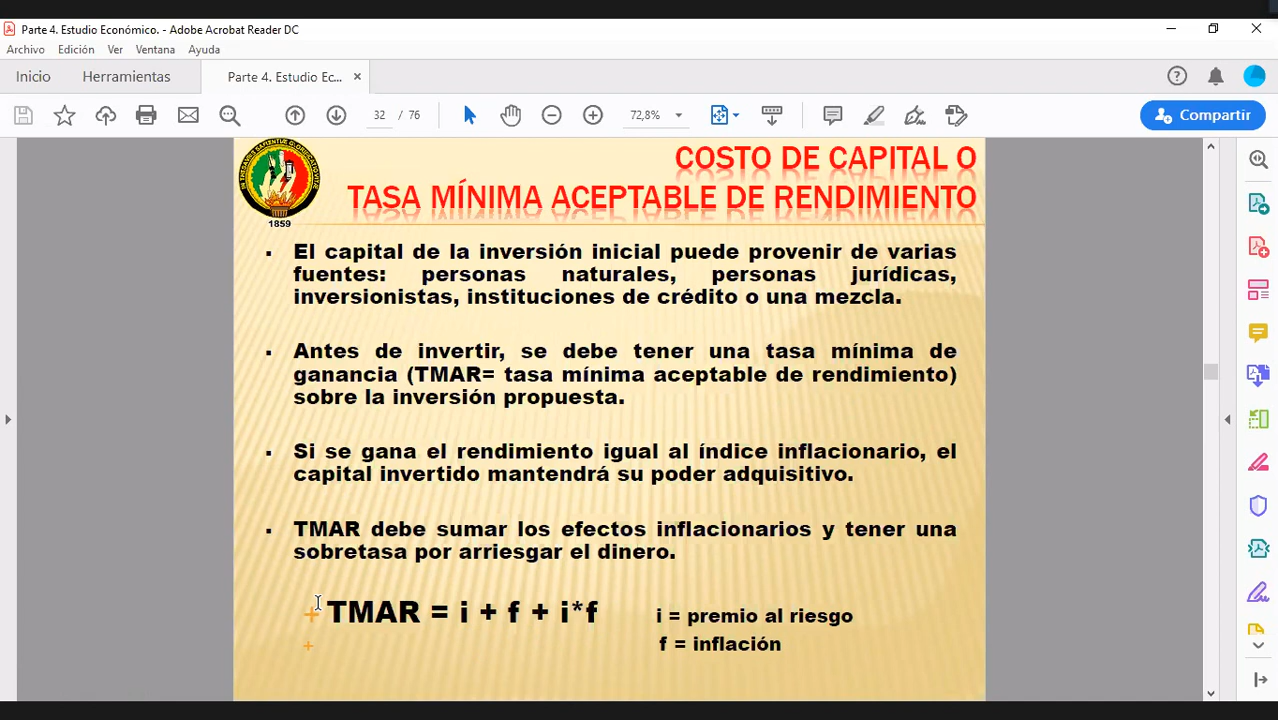 Parte 4. Estudio Económico. - Adobe Acrobat Reader DC
Archivo Edición Ver Ventana Ayuda
Inicio Herramientas Parte 4. Estudio Ec... ×
32 / 76 72,8% Compartir
COSTO DE CAPITAL O
TASA MÍNIMA ACEPTABLE DE RENDIMIENTO
1859
▪ El capital de la inversión inicial puede provenir de varias
fuentes: personas naturales, personas jurídicas,
inversionistas, instituciones de crédito o una mezcla.
▪ Antes de invertir, se debe tener una tasa mínima de
ganancia (TMAR= tasa mínima aceptable de rendimiento)
sobre la inversión propuesta.
▪ Si se gana el rendimiento igual al índice inflacionario, el
capital invertido mantendrá su poder adquisitivo.
▪ TMAR debe sumar los efectos inflacionarios y tener una
sobretasa por arriesgar el dinero.
+ TMAR = i + f + i*f i = premio al riesgo
+ f = inflación